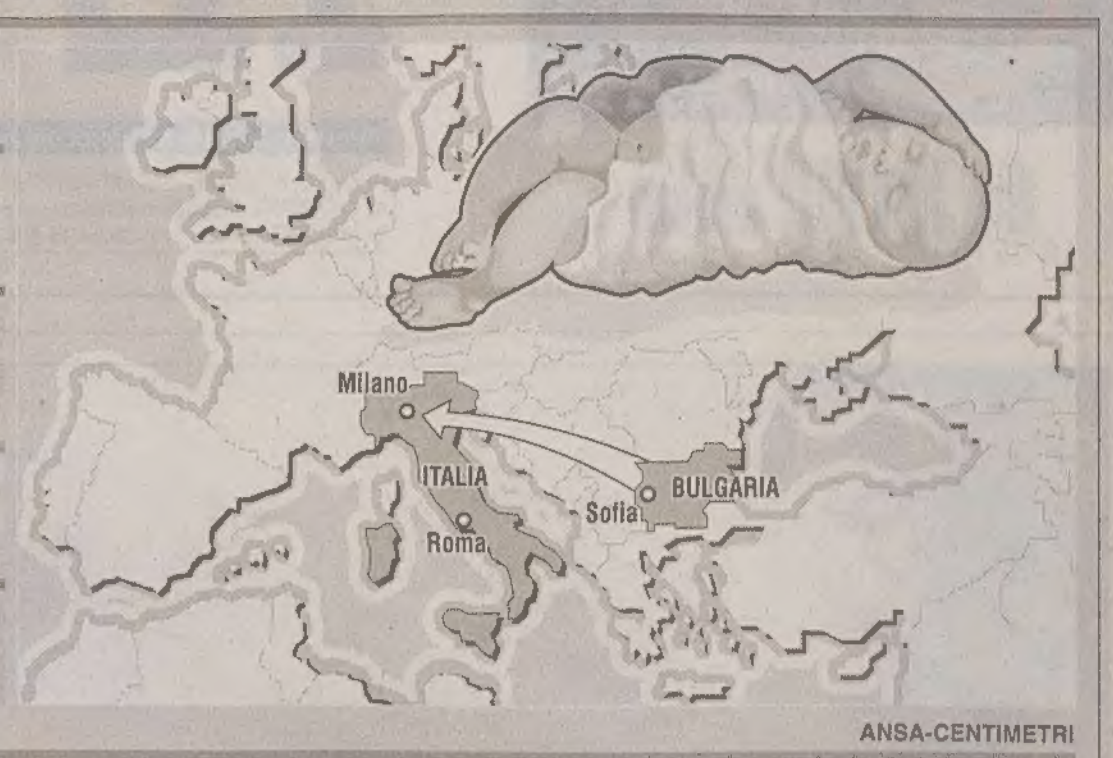 Milano
ITALIA
BULGARIA
Sofia
Roma
ANSA-CENTIMETRI